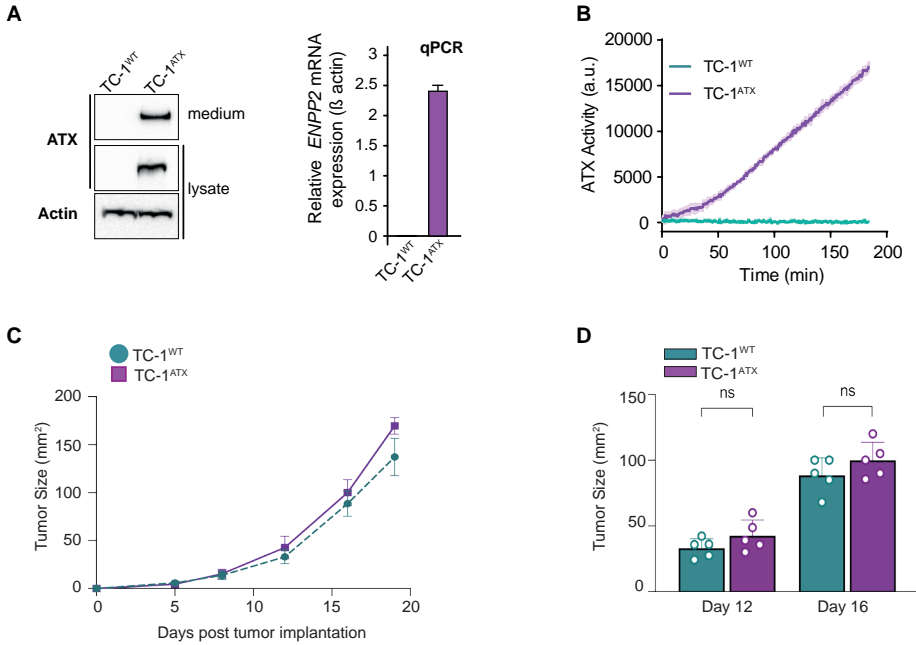 A
TC-1WT
TC-1ATX
ATX
medium
lysate
Actin
qPCR
Relative ENPP2 mRNA
expression (ß actin)
3
2.5
2
1.5
1
0.5
0
TC-1WT
TC-1ATX
B
20000
15000
10000
5000
0
ATX Activity (a.u.)
TC-1WT
TC-1ATX
0
50
100
150
200
Time (min)
C
TC-1WT
TC-1ATX
200
150
100
50
0
Tumor Size (mm²)
0
5
10
15
20
Days post tumor implantation
D
TC-1WT
TC-1ATX
150
100
50
0
Tumor Size (mm²)
ns
ns
Day 12
Day 16